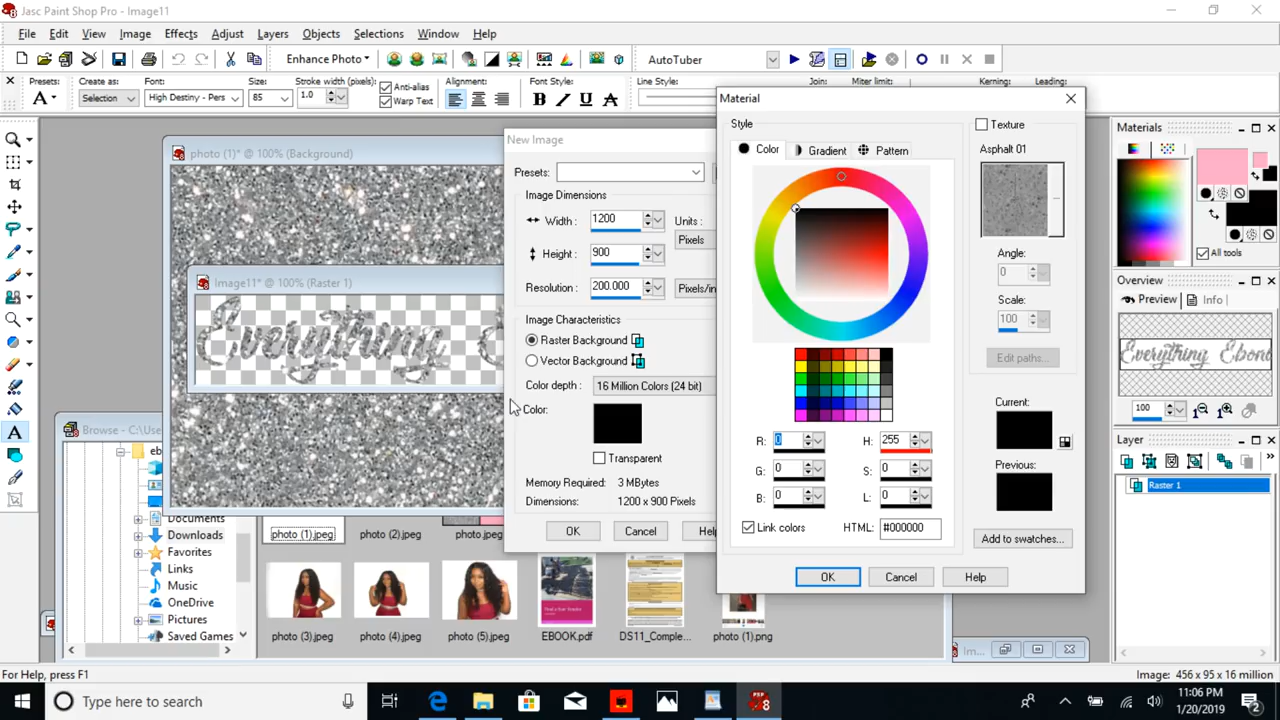 Jasc Paint Shop Pro - Image11
File Edit View Image Effects Adjust Layers Objects Selections Window Help
Enhance Photo
AutoTuber
Presets: Create as: Font: Size: Stroke width (pixels): Alignment: Font Style: Line Style: Join: Miter limit: Kerning: Leading:
A Selection High Destiny - Pers 85 1.0 Anti-alias Warp Text B I U A
photo (1)* @ 100% (Background)
Image11* @ 100% (Raster 1)
Everything
New Image
Presets:
Image Dimensions
Width : 1200 Units :
Height : 900 Pixels
Resolution : 200.000 Pixels/in
Image Characteristics
Raster Background
Vector Background
Color depth : 16 Million Colors (24 bit)
Color:
Transparent
Memory Required: 3 MBytes
Dimensions: 1200 x 900 Pixels
OK Cancel Help
Material
Style
Color Gradient Pattern
Texture
Asphalt 01
Angle:
0
Scale:
100
Edit paths...
Current:
Previous:
R: 0 H: 255
G: 0 S: 0
B: 0 L: 0
Link colors HTML: #000000
Add to swatches...
OK Cancel Help
Materials
All tools
Overview
Preview Info
Everything Ebon
100
Layer
Raster 1
Browse - C:\Use
eb
Documents
Downloads
Favorites
Links
Music
OneDrive
Pictures
Saved Games
photo (1).jpeg photo (2).jpeg photo.jpeg
photo (3).jpeg photo (4).jpeg photo (5).jpeg EBOOK.pdf DS11_Comple... photo (1).png
Im...
For Help, press F1
Image: 456 x 95 x 16 million
Type here to search
11:06 PM
1/20/2019
2